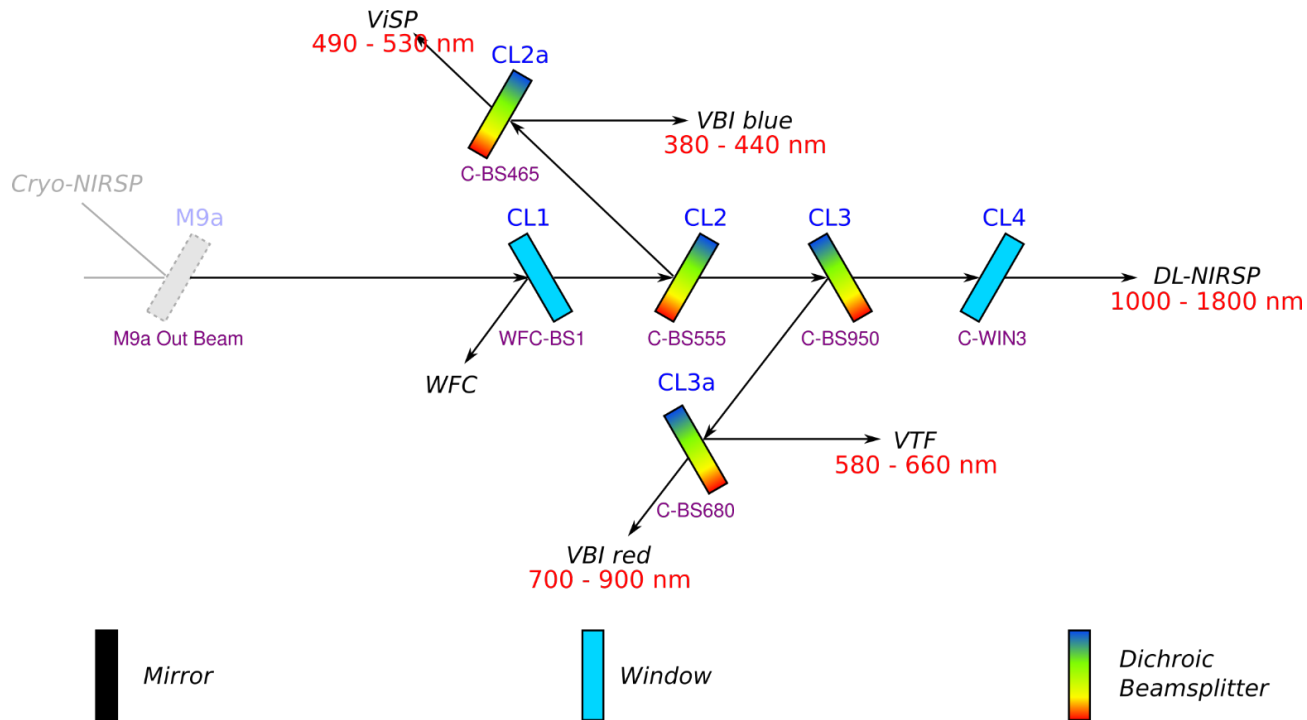 ViSP
490 - 530 nm
CL2a
VBI blue
380 - 440 nm
C-BS465
Cryo-NIRSP
M9a
CL1
CL2
CL3
CL4
DL-NIRSP
1000 - 1800 nm
M9a Out Beam
WFC-BS1
C-BS555
C-BS950
C-WIN3
WFC
CL3a
VTF
580 - 660 nm
C-BS680
VBI red
700 - 900 nm
Mirror
Window
Dichroic
Beamsplitter